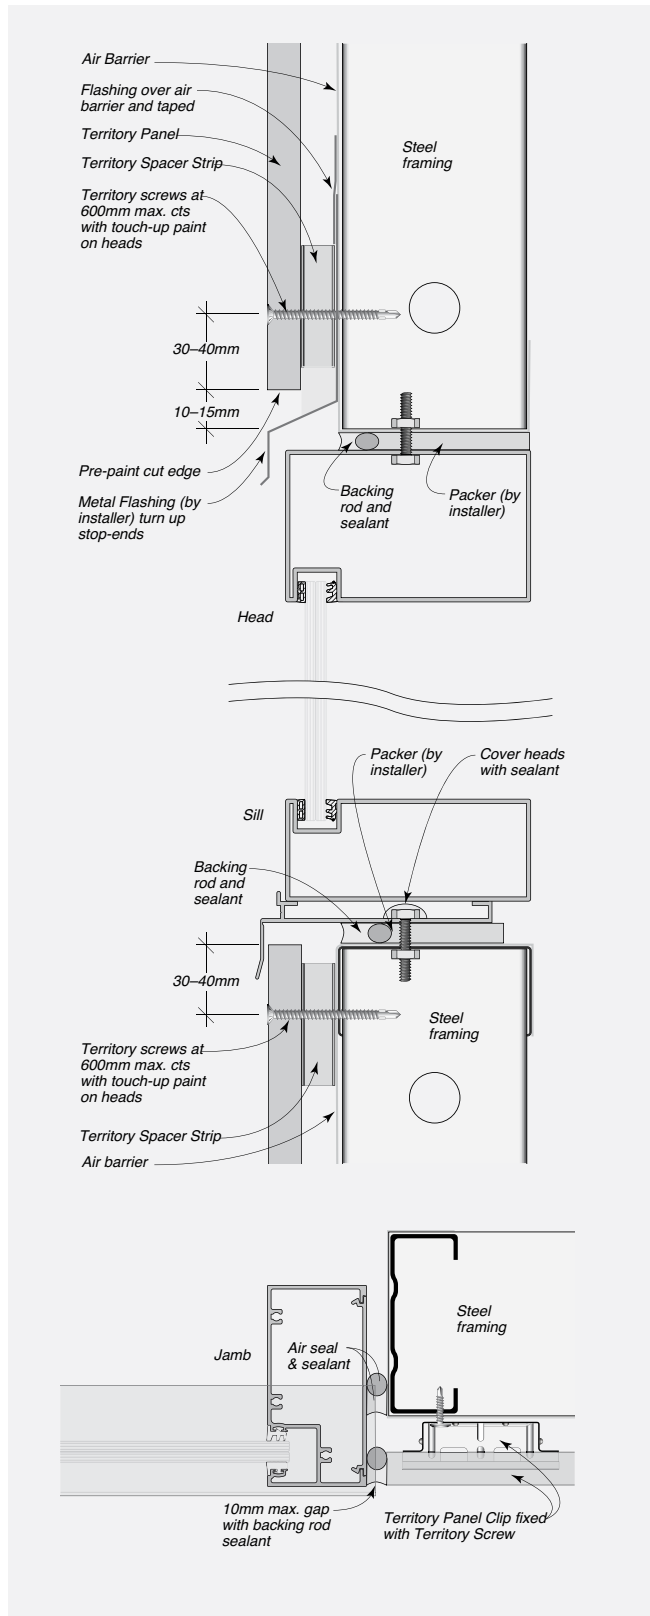 Air Barrier
Flashing over air
barrier and taped
Territory Panel
Territory Spacer Strip
Territory screws at
600mm max. cts
with touch-up paint
on heads
Steel
framing
30–40mm
10–15mm
Pre-paint cut edge
Metal Flashing (by
installer) turn up
stop-ends
Backing
rod and
sealant
Packer (by
installer)
Head
Packer (by
installer)
Cover heads
with sealant
Sill
Backing
rod and
sealant
30–40mm
Steel
framing
Territory screws at
600mm max. cts
with touch-up paint
on heads
Territory Spacer Strip
Air barrier
Steel
framing
Jamb
Air seal
& sealant
10mm max. gap
with backing rod
sealant
Territory Panel Clip fixed
with Territory Screw